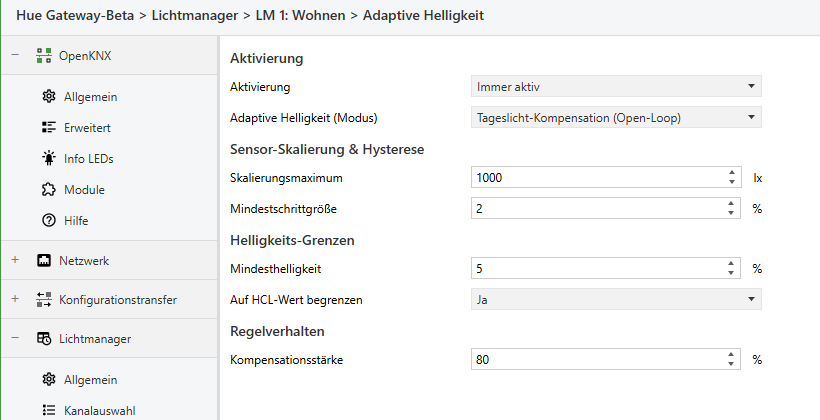 Hue Gateway-Beta > Lichtmanager > LM 1: Wohnen > Adaptive Helligkeit
OpenKNX
Allgemein
Erweitert
Info LEDs
Module
Hilfe
Netzwerk
Konfigurationstransfer
Lichtmanager
Allgemein
Kanalauswahl
Aktivierung
Aktivierung Immer aktiv
Adaptive Helligkeit (Modus) Tageslicht-Kompensation (Open-Loop)
Sensor-Skalierung & Hysterese
Skalierungsmaximum 1000 lx
Mindestschrittgröße 2 %
Helligkeits-Grenzen
Mindesthelligkeit 5 %
Auf HCL-Wert begrenzen Ja
Regelverhalten
Kompensationsstärke 80 %